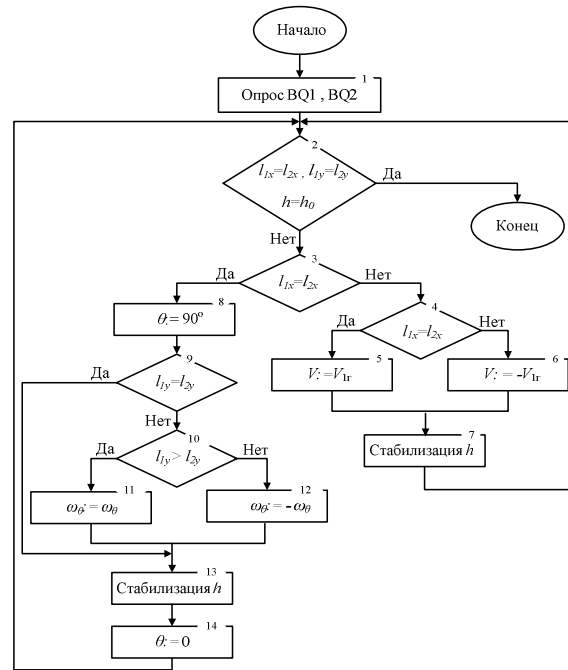 Начало
1
Опрос BQ1 , BQ2
2
l1x=l2x , l1y=l2y
h=h0
Да
Конец
Нет
3
Да
l1x=l2x
Нет
8
θ:= 90º
4
Да
l1x=l2x
Нет
9
Да
l1y=l2y
5
V: =V1г
6
V: = -V1г
Нет
10
Да
l1y> l2y
Нет
7
Стабилизация h
11
ωθ: = ωθ
12
ωθ: = -ωθ
13
Стабилизация h
14
θ: = 0